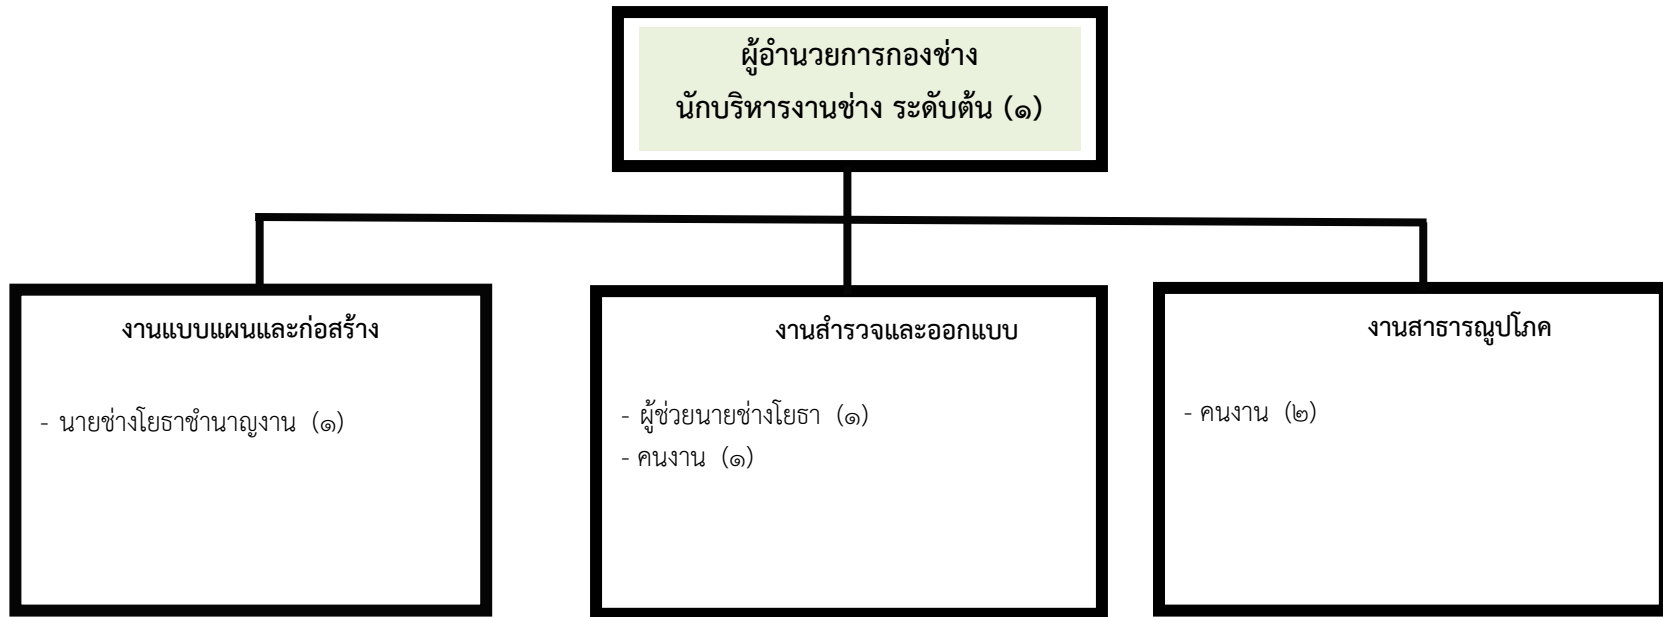 ผู้อำนวยการกองช่าง
นักบริหารงานช่าง ระดับต้น (๑)
งานแบบแผนและก่อสร้าง
- นายช่างโยธาชำนาญงาน (๑)
งานสำรวจและออกแบบ
- ผู้ช่วยนายช่างโยธา (๑)
- คนงาน (๑)
งานสาธารณูปโภค
- คนงาน (๒)